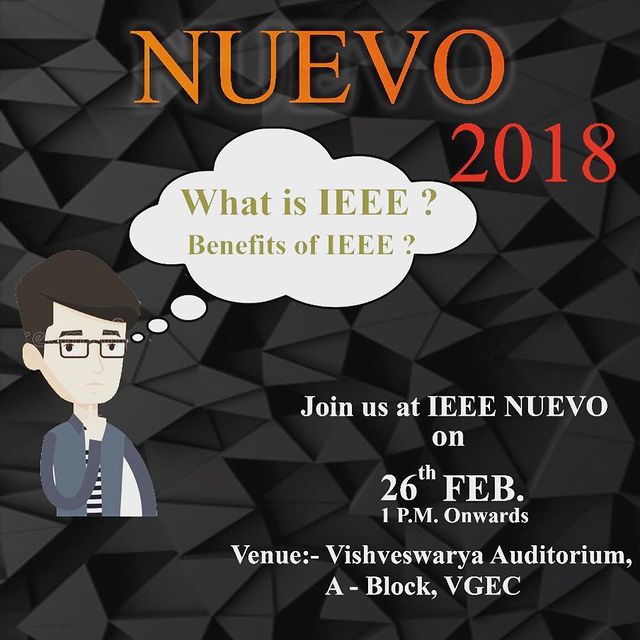 NUEVO
2018
What is IEEE ?
Benefits of IEEE ?
Join us at IEEE NUEVO
on
26th FEB.
1 P.M. Onwards
Venue:- Vishveswarya Auditorium,
A - Block, VGEC